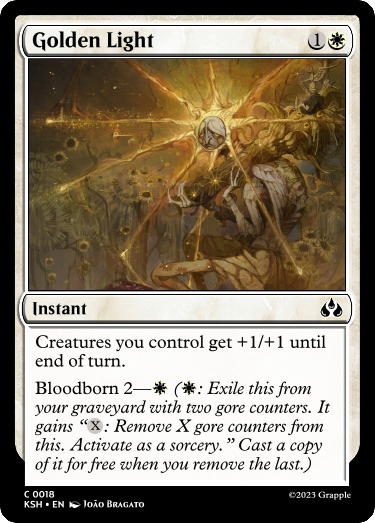 Golden Light 1
Instant
Creatures you control get +1/+1 until
end of turn.
Bloodborn 2— (: Exile this from
your graveyard with two gore counters. It
gains “X: Remove X gore counters from
this. Activate as a sorcery.” Cast a copy
of it for free when you remove the last.)
C 0018
KSH • EN João Bragato
©2023 Grapple